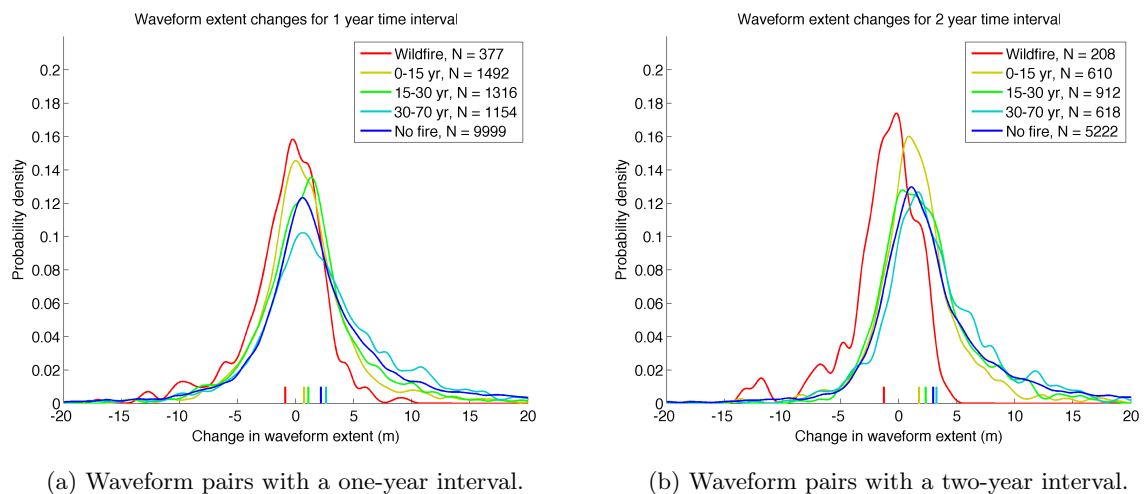 Waveform extent changes for 1 year time interval
Wildfire, N = 377
0-15 yr, N = 1492
15-30 yr, N = 1316
30-70 yr, N = 1154
No fire, N = 9999
0.2
0.18
0.16
0.14
0.12
0.1
0.08
0.06
0.04
0.02
0
Probability density
-20 -15 -10 -5 0 5 10 15 20
Change in waveform extent (m)
(a) Waveform pairs with a one-year interval.
Waveform extent changes for 2 year time interval
Wildfire, N = 208
0-15 yr, N = 610
15-30 yr, N = 912
30-70 yr, N = 618
No fire, N = 5222
0.2
0.18
0.16
0.14
0.12
0.1
0.08
0.06
0.04
0.02
0
Probability density
-20 -15 -10 -5 0 5 10 15 20
Change in waveform extent (m)
(b) Waveform pairs with a two-year interval.